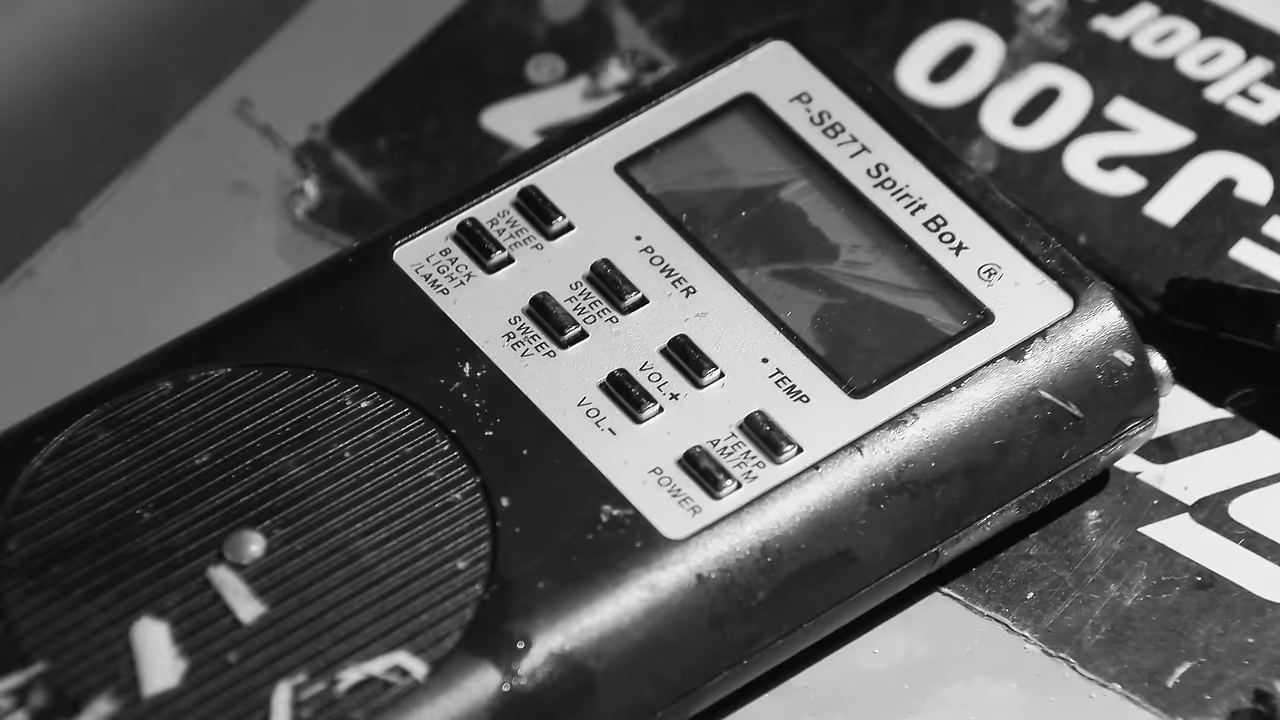 P-SB7T Spirit Box ®
• POWER
• TEMP
SWEEP
RATE
SWEEP
FWD
VOL.+
TEMP
AM/FM
BACK
LIGHT
/LAMP
SWEEP
REV
VOL.-
POWER
Floor
J200